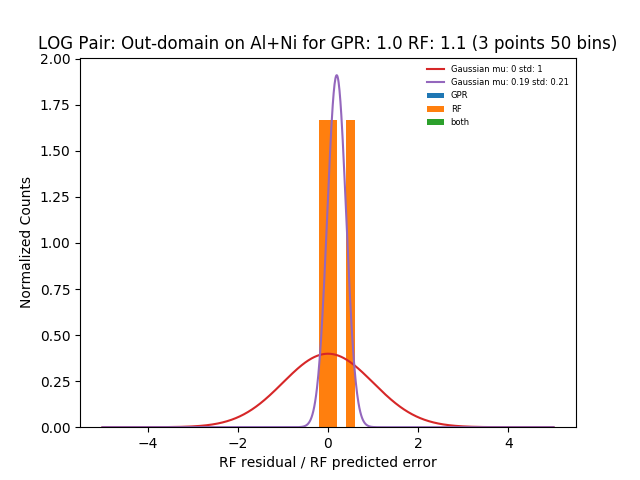 LOG Pair: Out-domain on Al+Ni for GPR: 1.0 RF: 1.1 (3 points 50 bins)
Gaussian mu: 0 std: 1
Gaussian mu: 0.19 std: 0.21
GPR
RF
both
Normalized Counts
2.00
1.75
1.50
1.25
1.00
0.75
0.50
0.25
0.00
−4 −2 0 2 4
RF residual / RF predicted error